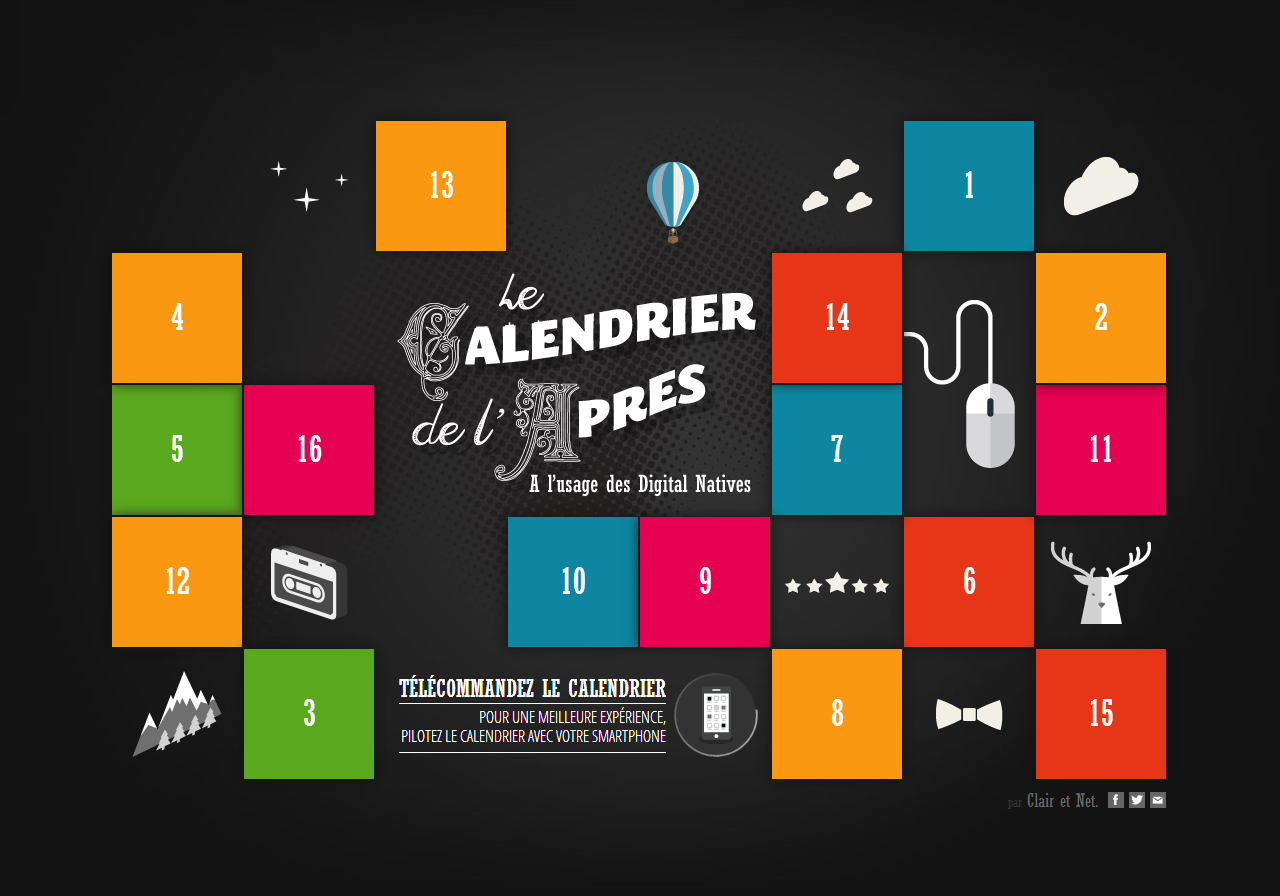 13
1
4
Le
CALENDRIER
14
2
5
16
de l'APRES
7
11
A l'usage des Digital Natives
12
10
9
6
3
TÉLÉCOMMANDEZ LE CALENDRIER
POUR UNE MEILLEURE EXPÉRIENCE,
PILOTEZ LE CALENDRIER AVEC VOTRE SMARTPHONE
8
15
par Clair et Net.